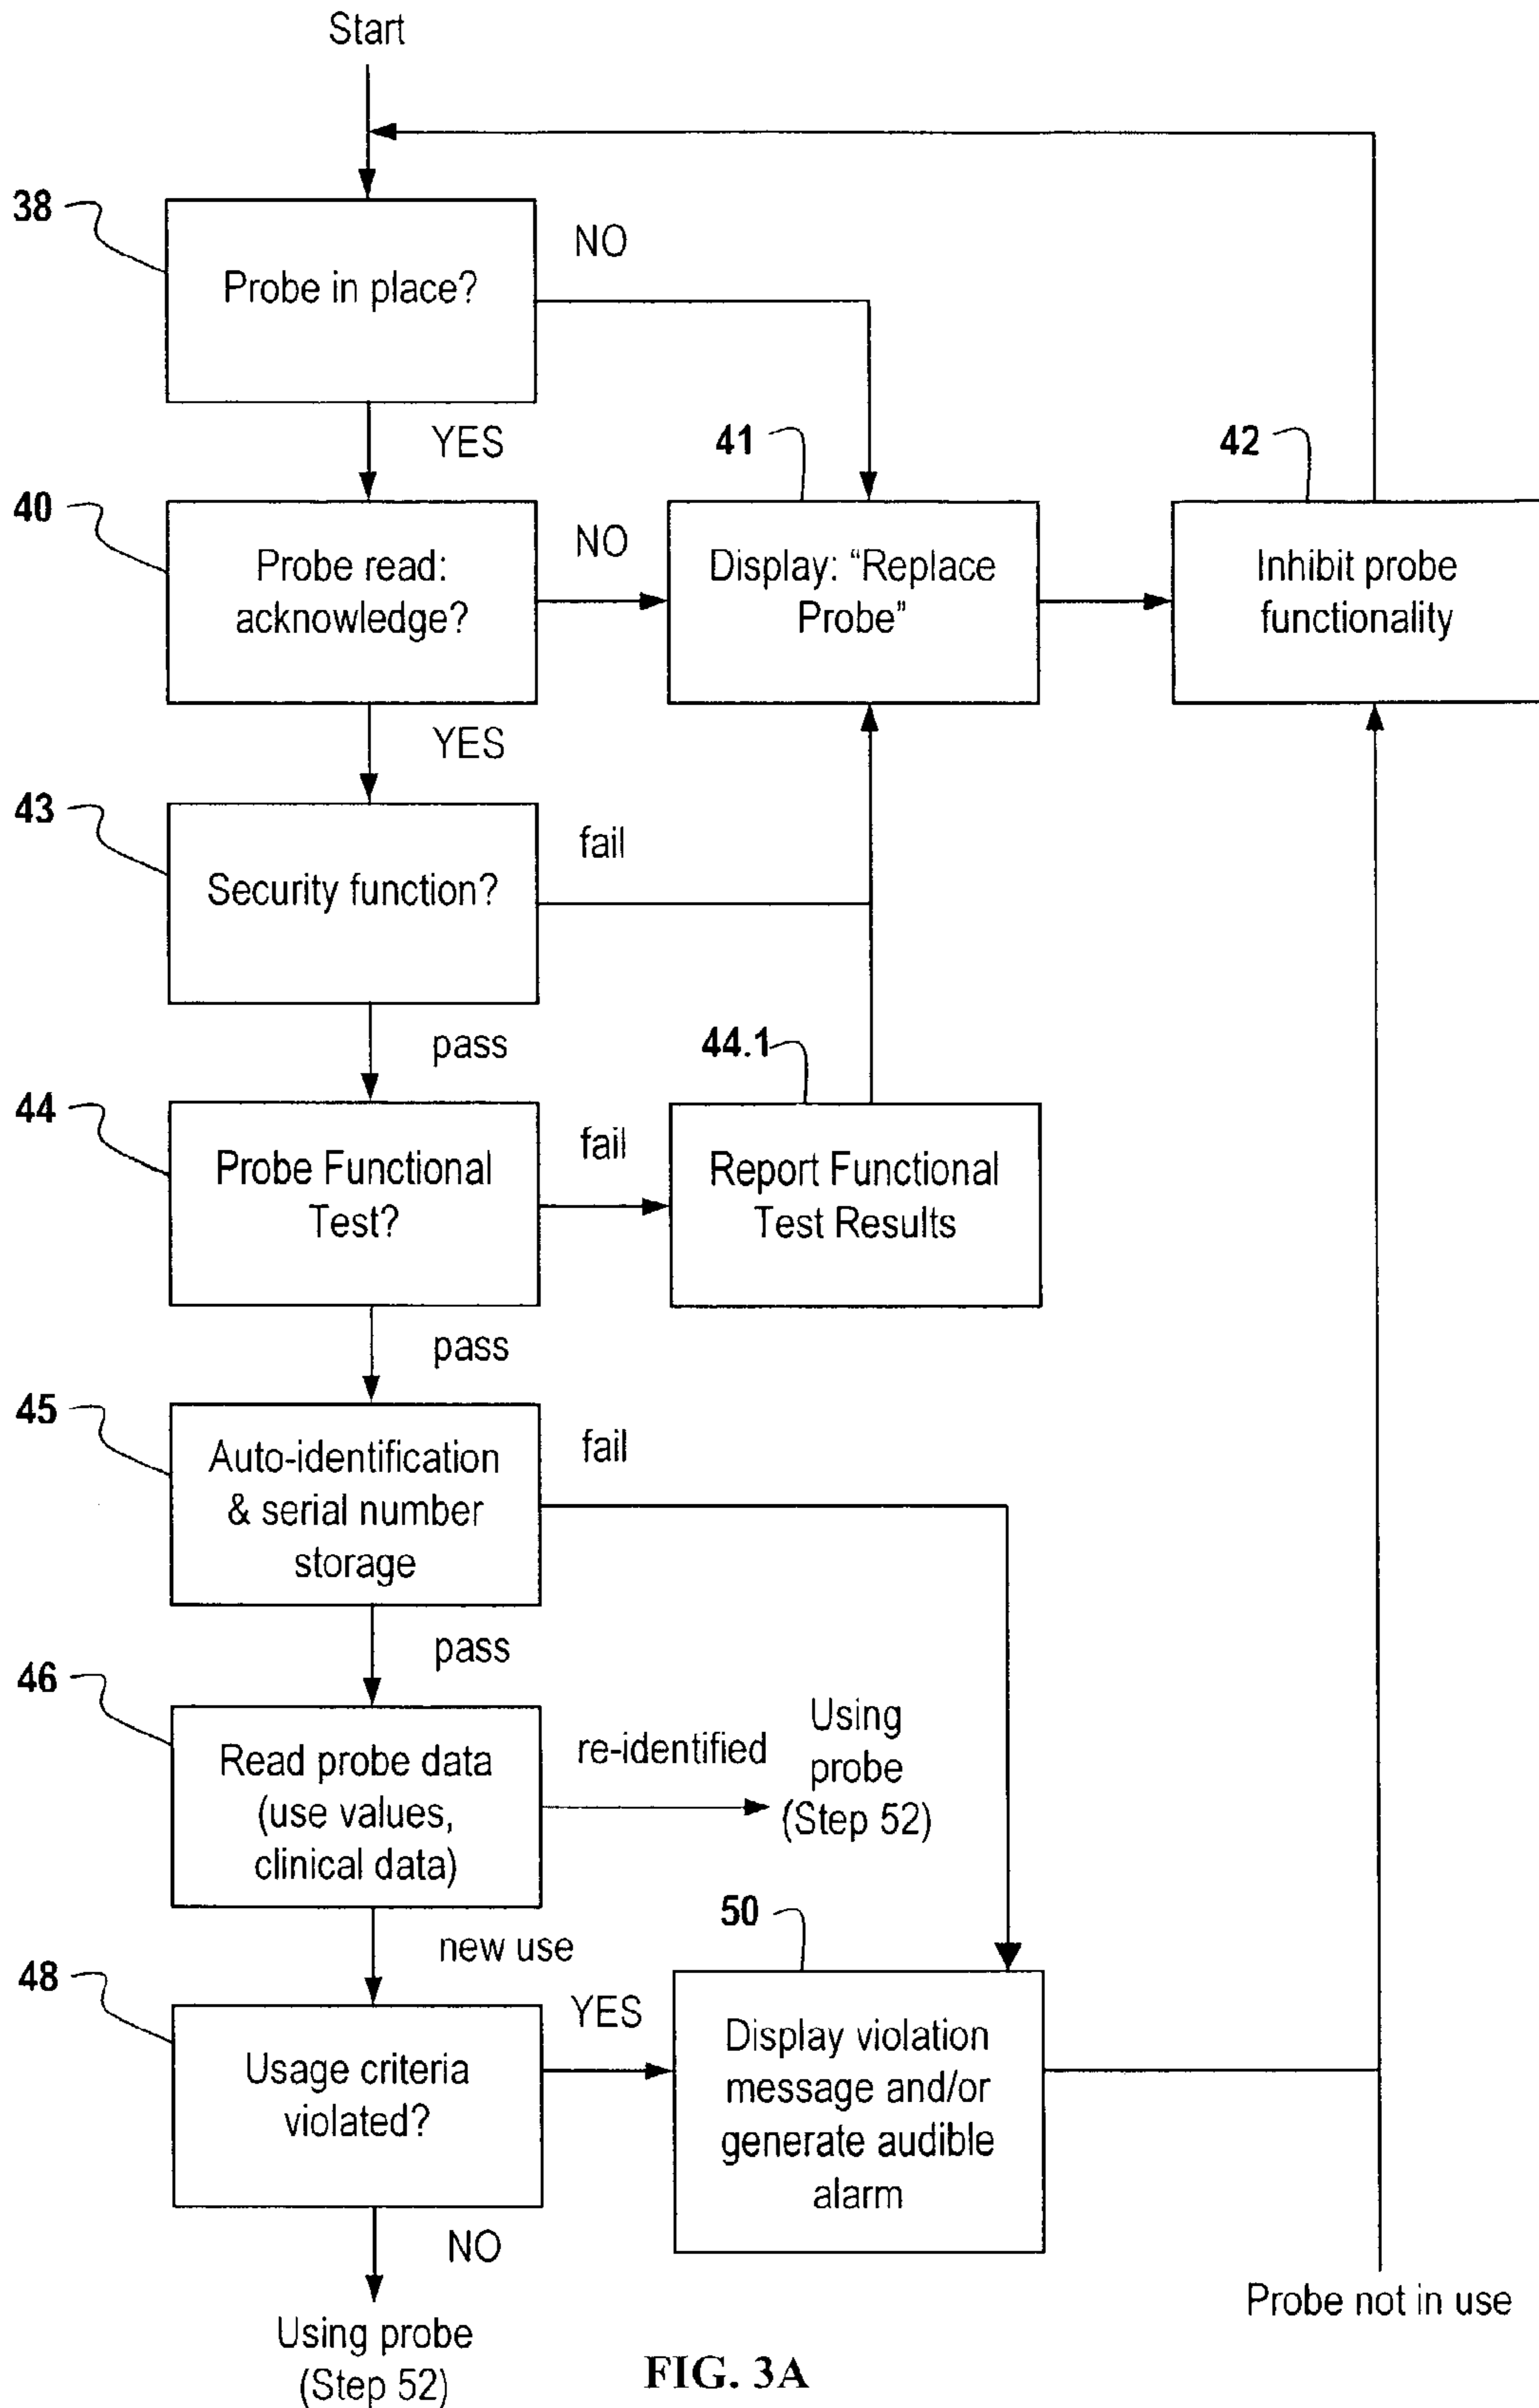 Start
38
Probe in place?
NO
YES
40
Probe read:
acknowledge?
NO
41
Display: “Replace
Probe”
42
Inhibit probe
functionality
YES
43
Security function?
fail
pass
44
Probe Functional
Test?
fail
44.1
Report Functional
Test Results
pass
45
Auto-identification
& serial number
storage
fail
pass
46
Read probe data
(use values,
clinical data)
re-identified
Using
probe
(Step 52)
new use
48
Usage criteria
violated?
YES
50
Display violation
message and/or
generate audible
alarm
NO
Using probe
(Step 52)
Probe not in use
FIG. 3A